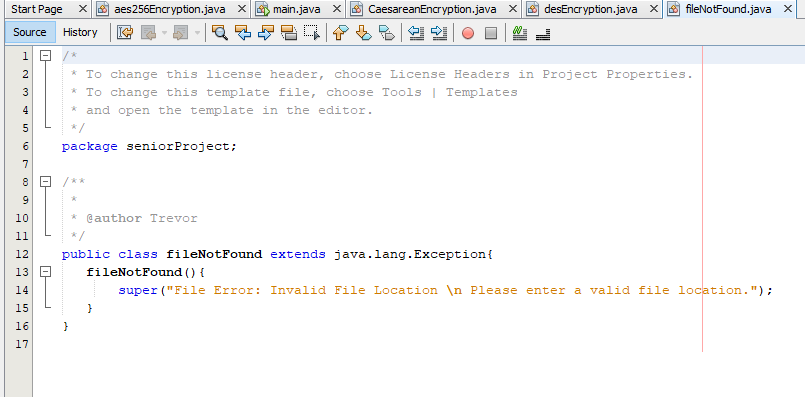 Start Page aes256Encryption.java main.java CaesareanEncryption.java desEncryption.java fileNotFound.java
Source History
1 /*
2  * To change this license header, choose License Headers in Project Properties.
3  * To change this template file, choose Tools | Templates
4  * and open the template in the editor.
5  */
6 package seniorProject;
7
8 /**
9  *
10  * @author Trevor
11  */
12 public class fileNotFound extends java.lang.Exception{
13    fileNotFound(){
14        super("File Error: Invalid File Location \n Please enter a valid file location.");
15    }
16 }
17